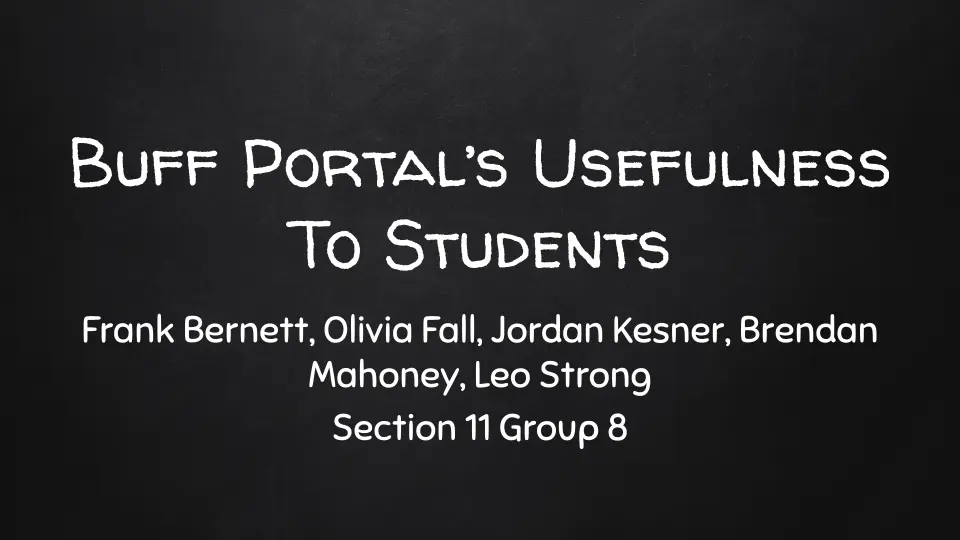 Buff Portal's Usefulness
To Students
Frank Bernett, Olivia Fall, Jordan Kesner, Brendan
Mahoney, Leo Strong
Section 11 Group 8